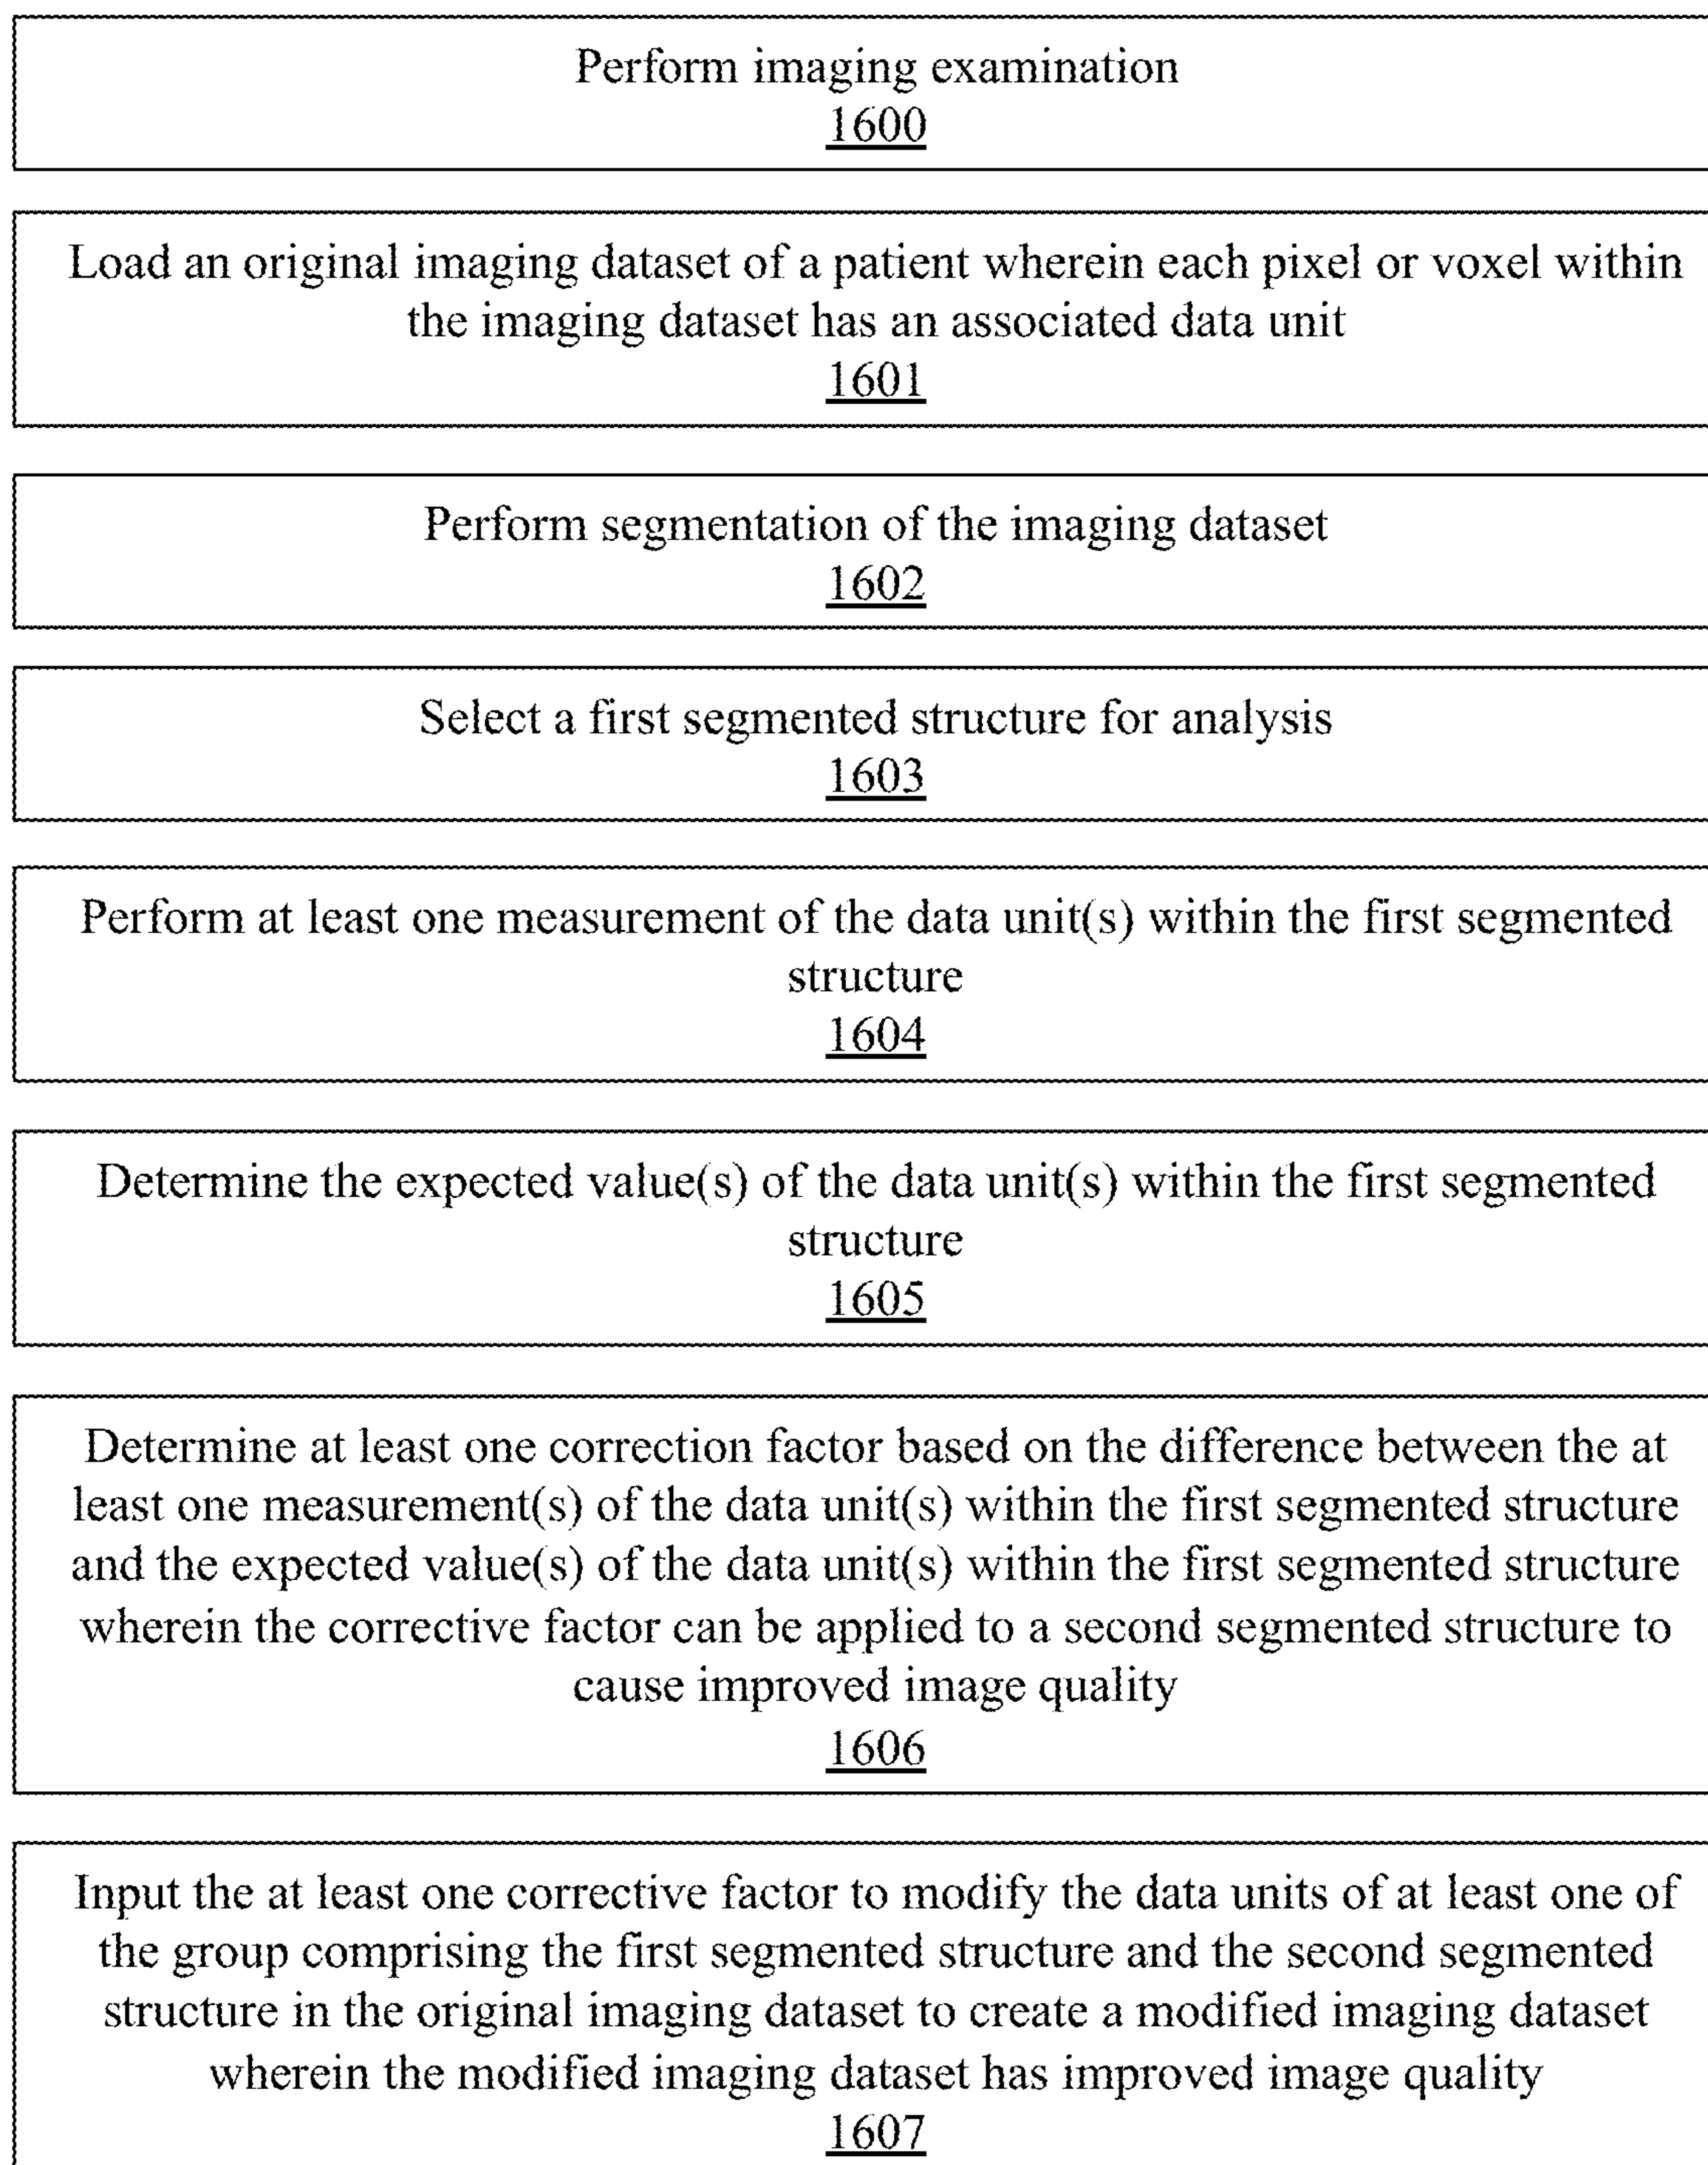 Perform imaging examination
1600
Load an original imaging dataset of a patient wherein each pixel or voxel within
the imaging dataset has an associated data unit
1601
Perform segmentation of the imaging dataset
1602
Select a first segmented structure for analysis
1603
Perform at least one measurement of the data unit(s) within the first segmented
structure
1604
Determine the expected value(s) of the data unit(s) within the first segmented
structure
1605
Determine at least one correction factor based on the difference between the at
least one measurement(s) of the data unit(s) within the first segmented structure
and the expected value(s) of the data unit(s) within the first segmented structure
wherein the corrective factor can be applied to a second segmented structure to
cause improved image quality
1606
Input the at least one corrective factor to modify the data units of at least one of
the group comprising the first segmented structure and the second segmented
structure in the original imaging dataset to create a modified imaging dataset
wherein the modified imaging dataset has improved image quality
1607